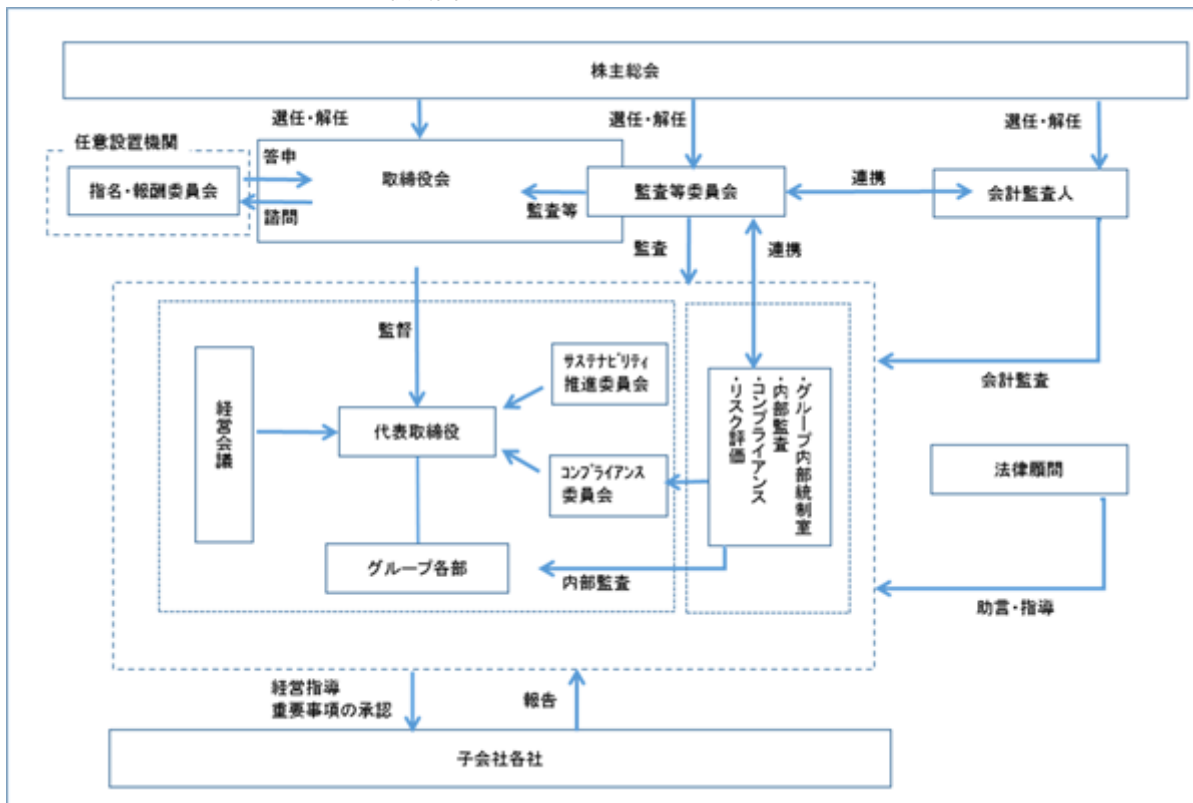 株主総会
選任・解任
選任・解任
選任・解任
任意設置機関
答申
指名・報酬委員会
諮問
取締役会
監査等
監査等委員会
連携
会計監査人
監査
連携
監督
サステナビリティ
推進委員会
経営会議
代表取締役
コンプライアンス
委員会
・グループ内部統制室
・内部監査
・コンプライアンス
・リスク評価
会計監査
法律顧問
グループ各部
内部監査
助言・指導
経営指導
重要事項の承認
報告
子会社各社